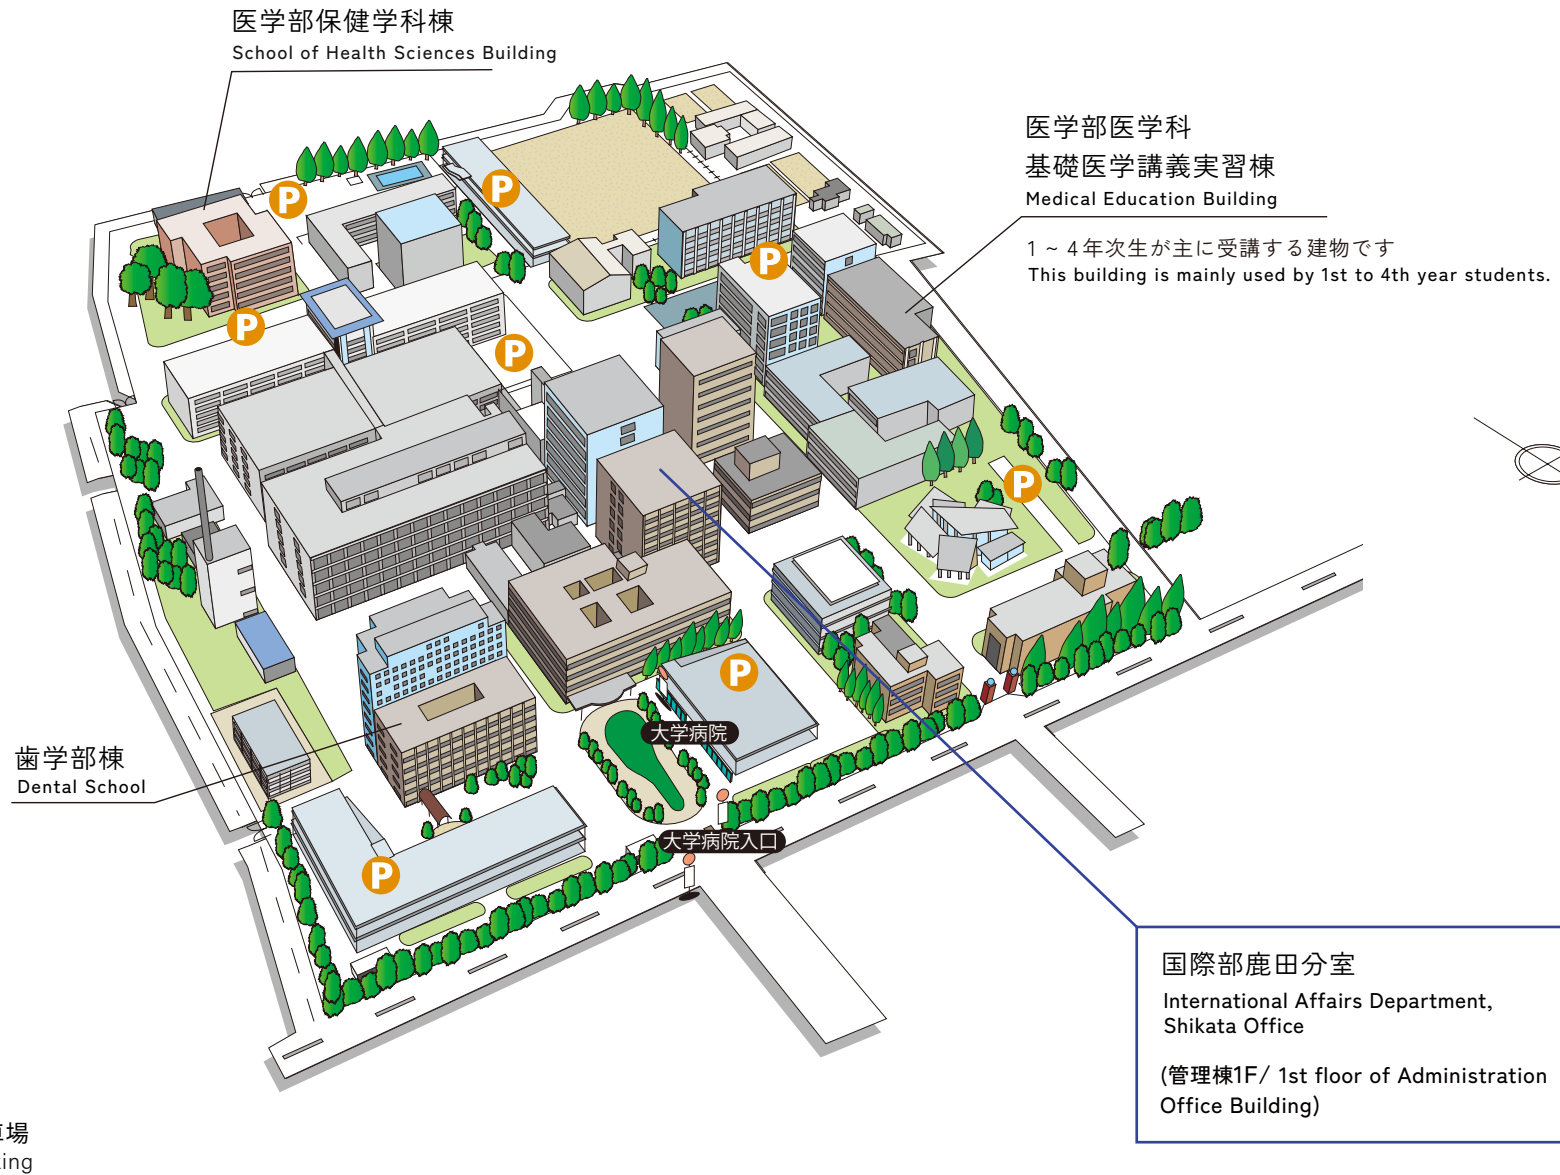 医学部保健学科棟
School of Health Sciences Building
医学部医学科
基礎医学講義実習棟
Medical Education Building
1～4年次生が主に受講する建物です
This building is mainly used by 1st to 4th year students.
P
P
P
P
P
P
P
P
大学病院
歯学部棟
Dental School
大学病院入口
国際部鹿田分室
International Affairs Department,
Shikata Office
(管理棟1F/ 1st floor of Administration
Office Building)
場